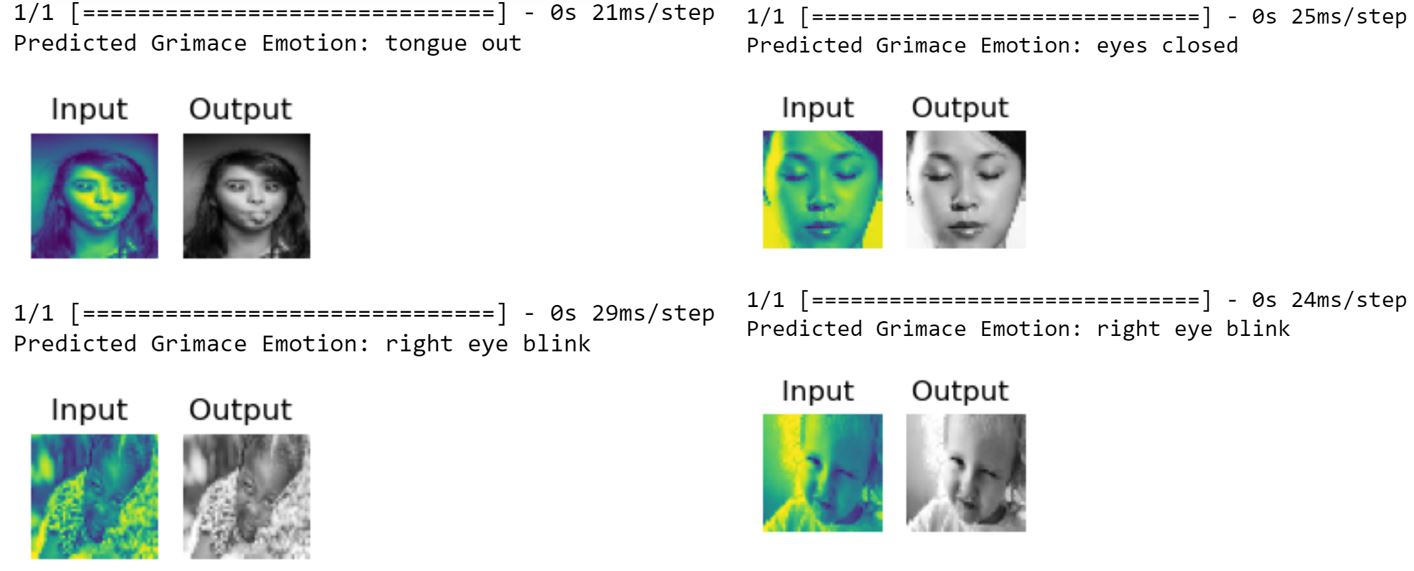 1/1 [==============================] - 0s 21ms/step
Predicted Grimace Emotion: tongue out
Input Output
1/1 [==============================] - 0s 25ms/step
Predicted Grimace Emotion: eyes closed
Input Output
1/1 [==============================] - 0s 29ms/step
Predicted Grimace Emotion: right eye blink
Input Output
1/1 [==============================] - 0s 24ms/step
Predicted Grimace Emotion: right eye blink
Input Output